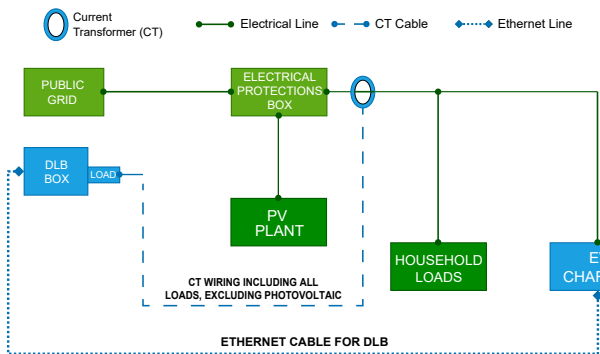 Current
Transformer (CT)
Electrical Line
CT Cable
Ethernet Line
PUBLIC
GRID
ELECTRICAL
PROTECTIONS
BOX
DLB
BOX
LOAD
PV
PLANT
HOUSEHOLD
LOADS
CT WIRING INCLUDING ALL
LOADS, EXCLUDING PHOTOVOLTAIC
ETHERNET CABLE FOR DLB